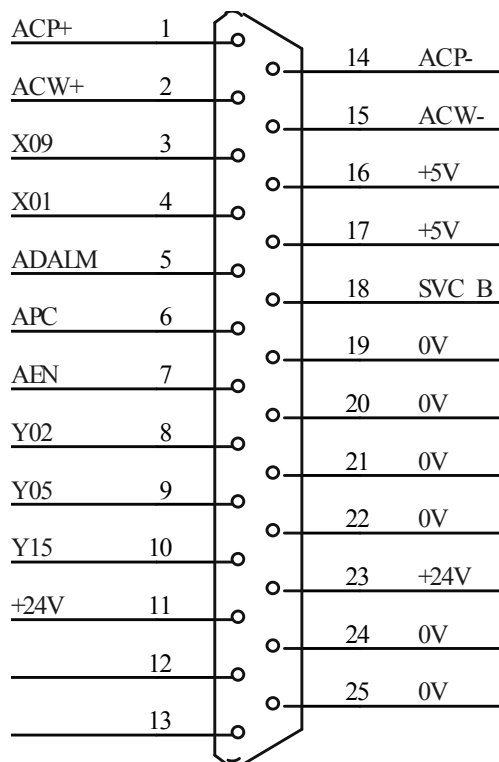 ACP+ 1
14 ACP-
ACW+ 2
15 ACW-
X09 3
16 +5V
X01 4
17 +5V
ADALM 5
18 SVC B
APC 6
19 0V
AEN 7
20 0V
Y02 8
21 0V
Y05 9
22 0V
Y15 10
23 +24V
+24V 11
24 0V
12
25 0V
13